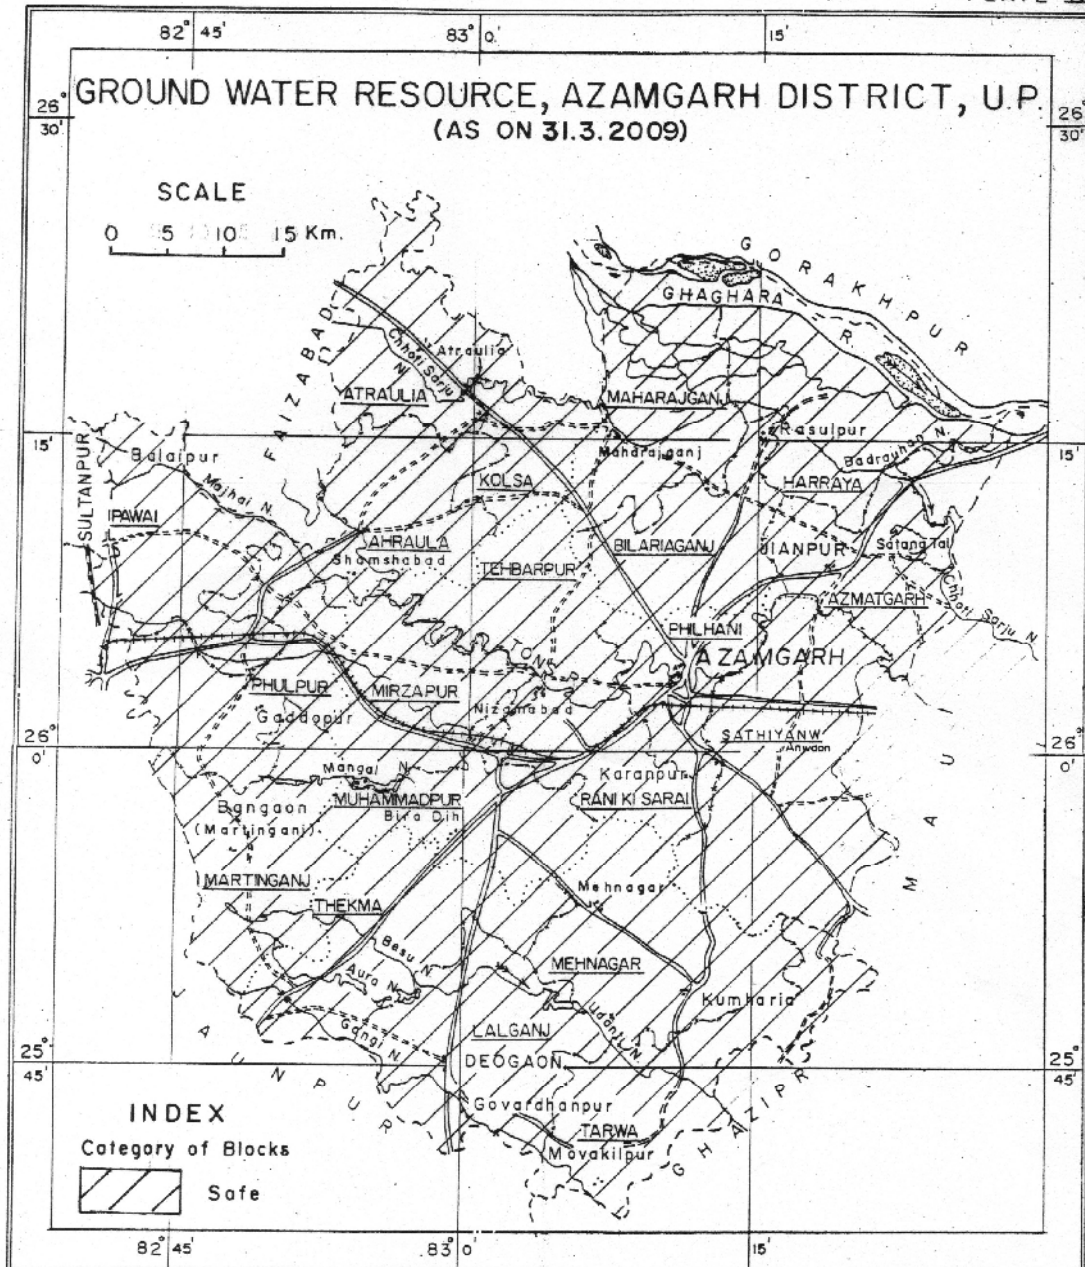 82° 45' 83° 0' 15'
GROUND WATER RESOURCE, AZAMGARH DISTRICT, U.P.
(AS ON 31.3.2009)
26° 30'
26° 30'
SCALE
0 5 10 15 Km.
GORAKHPUR
GHAGHARA R.
FAIZABAD
Chhoti Sarju N.
Atraulia
ATRAULIA
MAHARAJGANJ
Rasulpur
15'
Maharajganj
Badrauhan N.
15'
SULTANPUR
Balaipur
Majhai N.
KOLSA
HARRAYA
IPAWAI
AHRAULA
Shamshabad
BILARIAGANJ
JIANPUR
Satana Tal
TEHBARPUR
AZMATGARH
Chhoti Sarju N.
PHILHANI
AZAMGARH
TONS
PHULPUR
MIRZAPUR
Gaddopur
Nizamabad
SATHIYANW
Anwaan
26° 0'
26° 0'
Mangal N.
Karanpur
MUHAMMADPUR
RANI KI SARAI
Bangaon
Bira Dih
(Martinganj)
MAU
MARTINGANJ
THEKMA
Mehnagar
Besu N.
MEHNAGAR
Aura N.
Kumharia
Gangi N.
Udanti N.
JAUNPUR
LALGANJ
DEOGAON
25° 45'
25° 45'
Govardhanpur
TARWA
Movakilpur
GHAZIPR
INDEX
Category of Blocks
Safe
82° 45' 83° 0' 15'